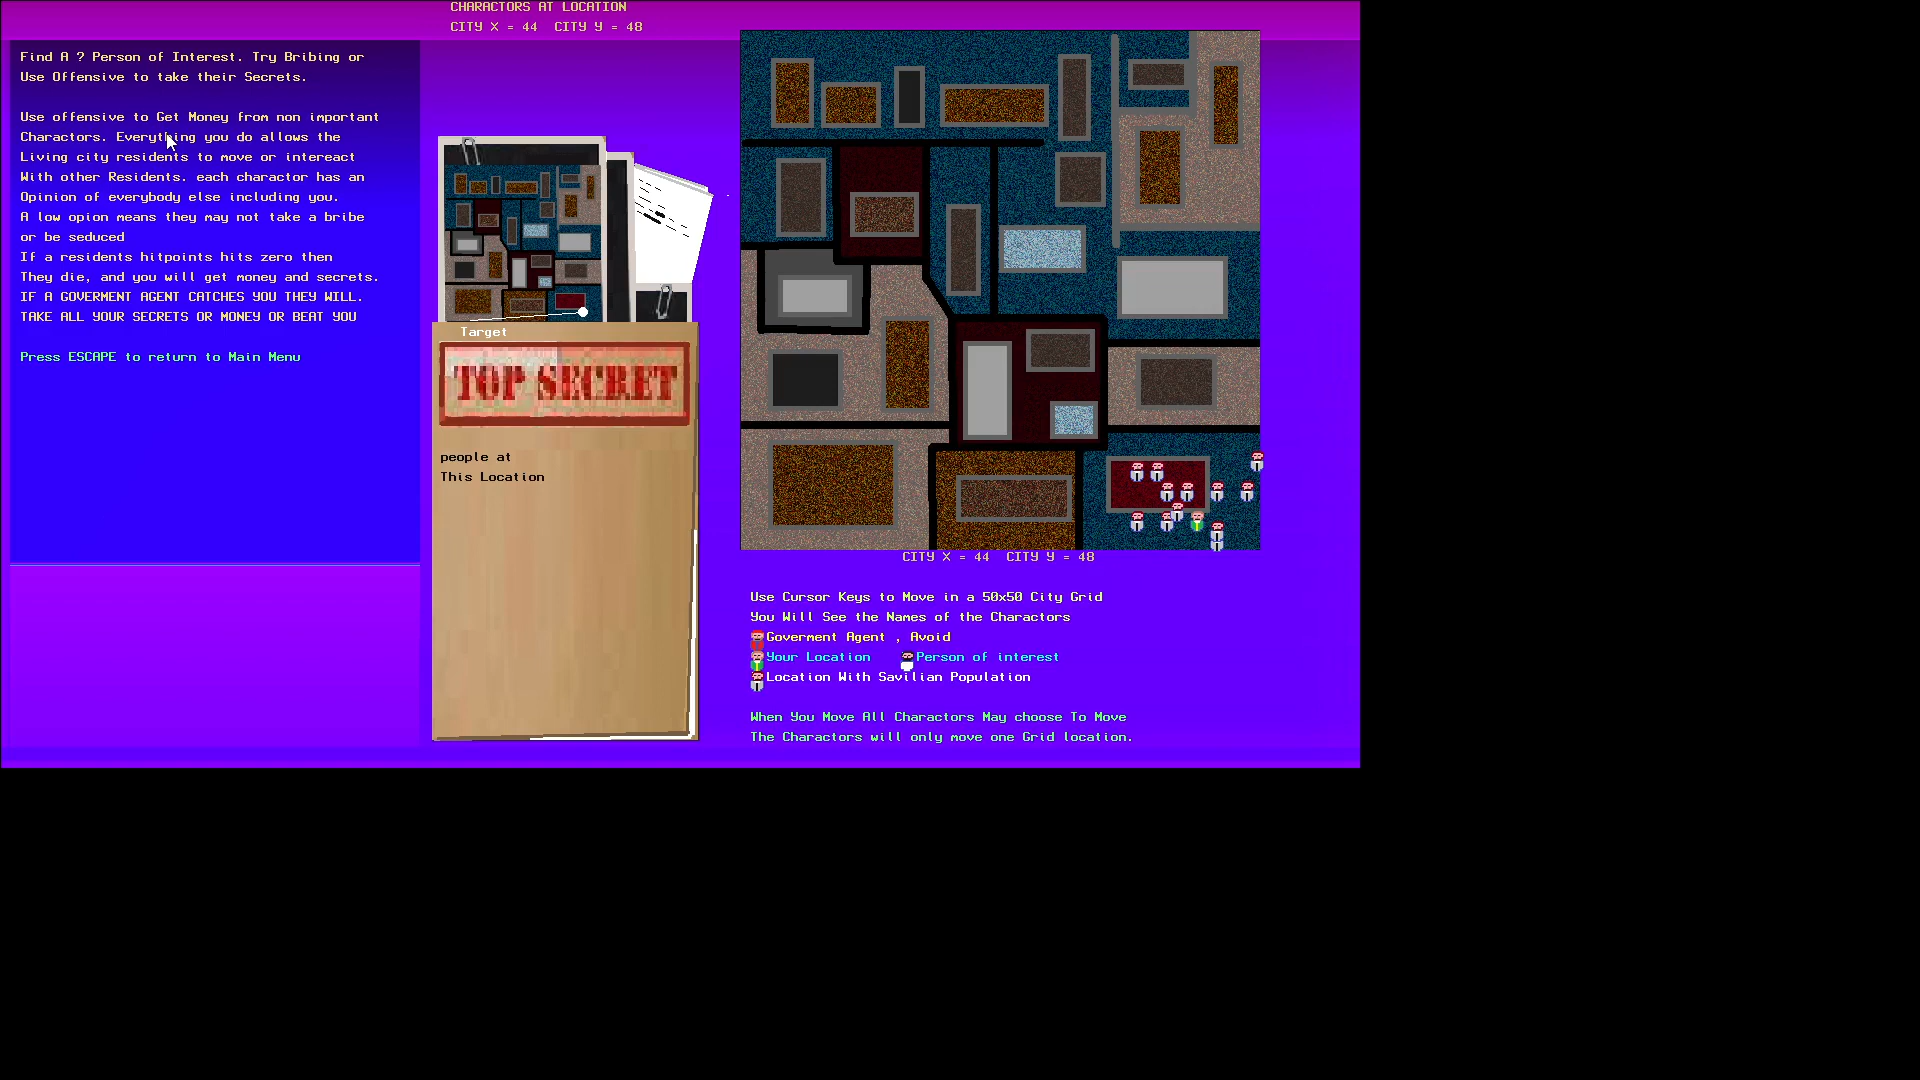 CHARACTORS AT LOCATION
CITY X = 44  CITY Y = 48
Find A ? Person of Interest. Try Bribing or
Use Offensive to take their Secrets.
Use offensive to Get Money from non important
Charactors. Everything you do allows the
Living city residents to move or intereact
With other Residents. each charactor has an
Opinion of everybody else including you.
A low opion means they may not take a bribe
or be seduced
If a residents hitpoints hits zero then
They die, and you will get money and secrets.
IF A GOVERMENT AGENT CATCHES YOU THEY WILL.
TAKE ALL YOUR SECRETS OR MONEY OR BEAT YOU
Press ESCAPE to return to Main Menu
Target
TOP SECRET
people at
This Location
CITY X = 44  CITY Y = 48
Use Cursor Keys to Move in a 50x50 City Grid
You Will See the Names of the Charactors
Goverment Agent , Avoid
Your Location    Person of interest
Location With Savilian Population
When You Move All Charactors May choose To Move
The Charactors will only move one Grid location.